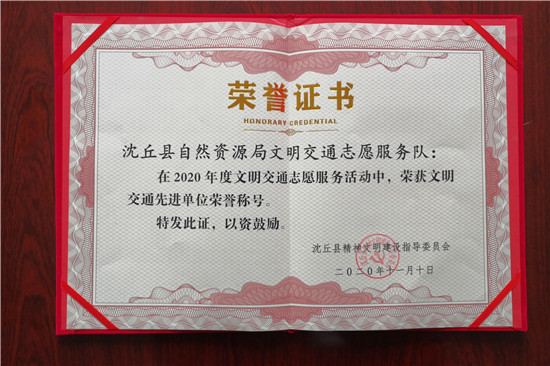 荣誉证书
HONORARY CREDENTIAL
沈丘县自然资源局文明交通志愿服务队：
在2020年度文明交通志愿服务活动中，荣获文明
交通先进单位荣誉称号。
特发此证，以资鼓励。
沈丘县精神文明建设指导委员会
二〇二〇年十一月十日